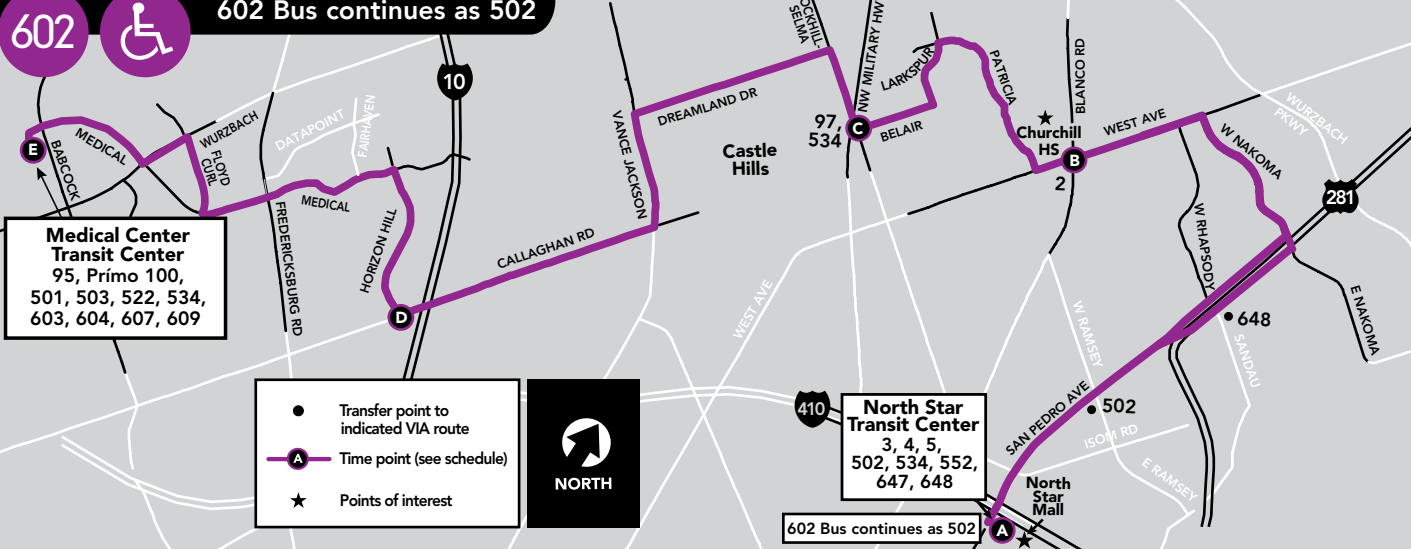 602
602 Bus continues as 502
10
OCKHILL-
SELMA
NW MILITARY HW
LARKSPUR
PATRICIA
BLANCO RD
WURZBACH
PKWY
WURZBACH
DATAPOINT
FAIRHAVEN
MEDICAL
E
BABCOCK
FLOYD
CURL
MEDICAL
FREDERICKSBURG RD
HORIZON HILL
D
CALLAGHAN RD
VANCE JACKSON
DREAMLAND DR
Castle
Hills
97,
534
C
BELAIR
Churchill
HS
B
2
WEST AVE
W NAKOMA
281
W RHAPSODY
E NAKOMA
648
SANDAU
WEST AVE
W RAMSEY
502
SAN PEDRO AVE
ISOM RD
E RAMSEY
410
Medical Center
Transit Center
95, Prímo 100,
501, 503, 522, 534,
603, 604, 607, 609
Transfer point to
indicated VIA route
A
Time point (see schedule)
Points of interest
NORTH
North Star
Transit Center
3, 4, 5,
502, 534, 552,
647, 648
North
Star
Mall
602 Bus continues as 502
A